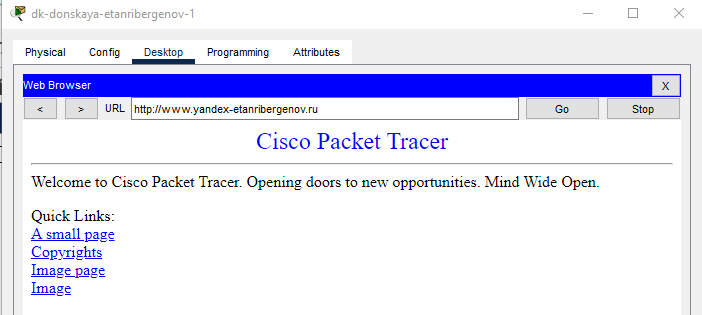 dk-donskaya-etanribergenov-1
Physical Config Desktop Programming Attributes
Web Browser X
< > URL http://www.yandex-etanribergenov.ru Go Stop
Cisco Packet Tracer
Welcome to Cisco Packet Tracer. Opening doors to new opportunities. Mind Wide Open.
Quick Links:
A small page
Copyrights
Image page
Image